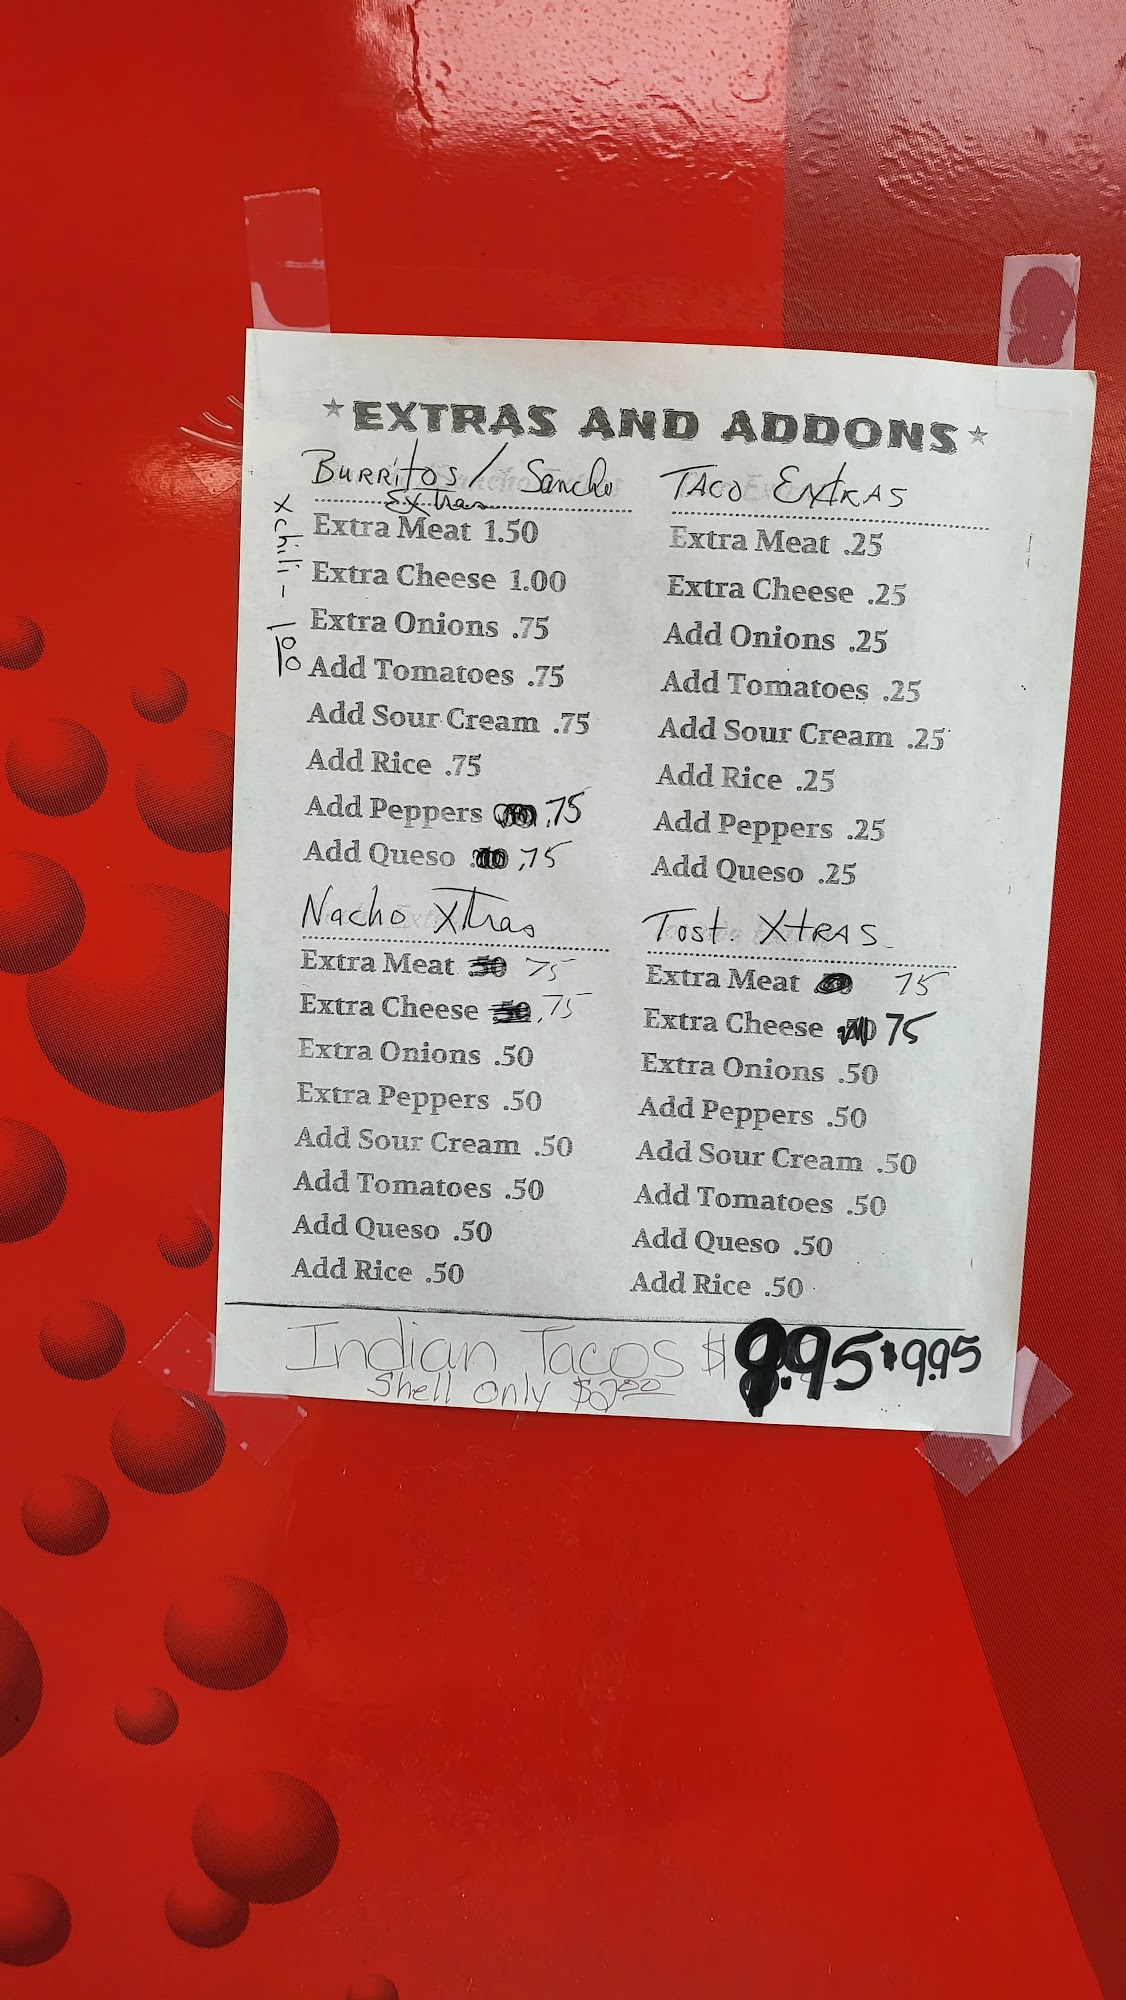 EXTRAS AND ADDONS
BURRITOS / Sancho
Extras
Extra Meat 1.50
Extra Cheese 1.00
Extra Onions .75
Add Tomatoes .75
Add Sour Cream .75
Add Rice .75
Add Peppers .75
Add Queso .75
xchili - 100
TACO EXTRAS
Extra Meat .25
Extra Cheese .25
Add Onions .25
Add Tomatoes .25
Add Sour Cream .25
Add Rice .25
Add Peppers .25
Add Queso .25
Nacho Xtras
Extra Meat 75
Extra Cheese .75
Extra Onions .50
Extra Peppers .50
Add Sour Cream .50
Add Tomatoes .50
Add Queso .50
Add Rice .50
Tost. XTRAS
Extra Meat 75
Extra Cheese 75
Extra Onions .50
Add Peppers .50
Add Sour Cream .50
Add Tomatoes .50
Add Queso .50
Add Rice .50
Indian Tacos $9.95 $9.95
Shell only $2.00